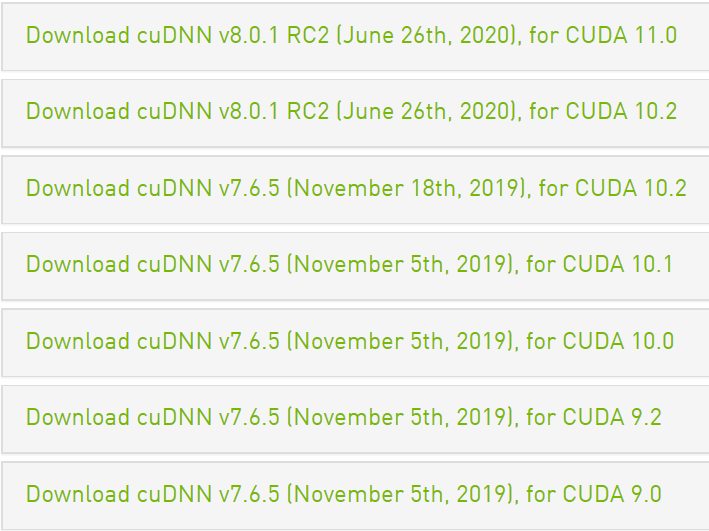 Download cuDNN v8.0.1 RC2 (June 26th, 2020), for CUDA 11.0
Download cuDNN v8.0.1 RC2 (June 26th, 2020), for CUDA 10.2
Download cuDNN v7.6.5 (November 18th, 2019), for CUDA 10.2
Download cuDNN v7.6.5 (November 5th, 2019), for CUDA 10.1
Download cuDNN v7.6.5 (November 5th, 2019), for CUDA 10.0
Download cuDNN v7.6.5 (November 5th, 2019), for CUDA 9.2
Download cuDNN v7.6.5 (November 5th, 2019), for CUDA 9.0